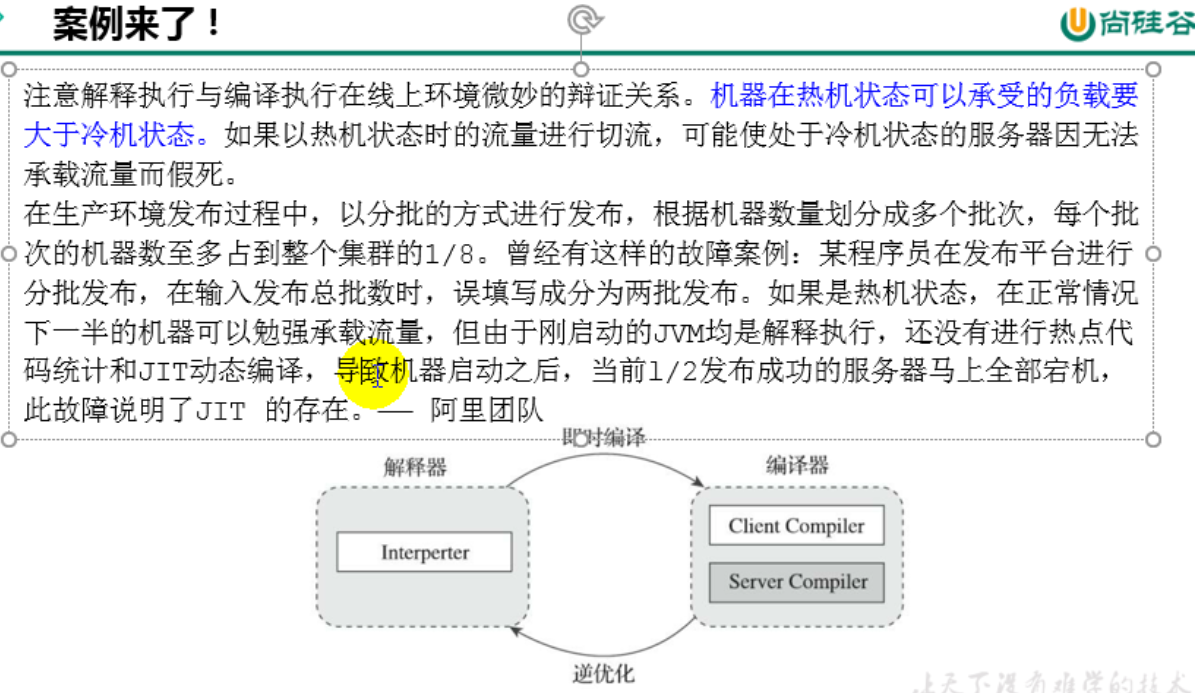 案例来了！
尚硅谷
注意解释执行与编译执行在线上环境微妙的辩证关系。机器在热机状态可以承受的负载要
大于冷机状态。如果以热机状态时的流量进行切流，可能使处于冷机状态的服务器因无法
承载流量而假死。
在生产环境发布过程中，以分批的方式进行发布，根据机器数量划分成多个批次，每个批
次的机器数至多占到整个集群的1/8。曾经有这样的故障案例：某程序员在发布平台进行
分批发布，在输入发布总批数时，误填写成分为两批发布。如果是热机状态，在正常情况
下一半的机器可以勉强承载流量，但由于刚启动的JVM均是解释执行，还没有进行热点代
码统计和JIT动态编译，导致机器启动之后，当前1/2发布成功的服务器马上全部宕机，
此故障说明了JIT 的存在。—— 阿里团队
即时编译
解释器
编译器
Client Compiler
Interperter
Server Compiler
逆优化
天下没有难学的技术